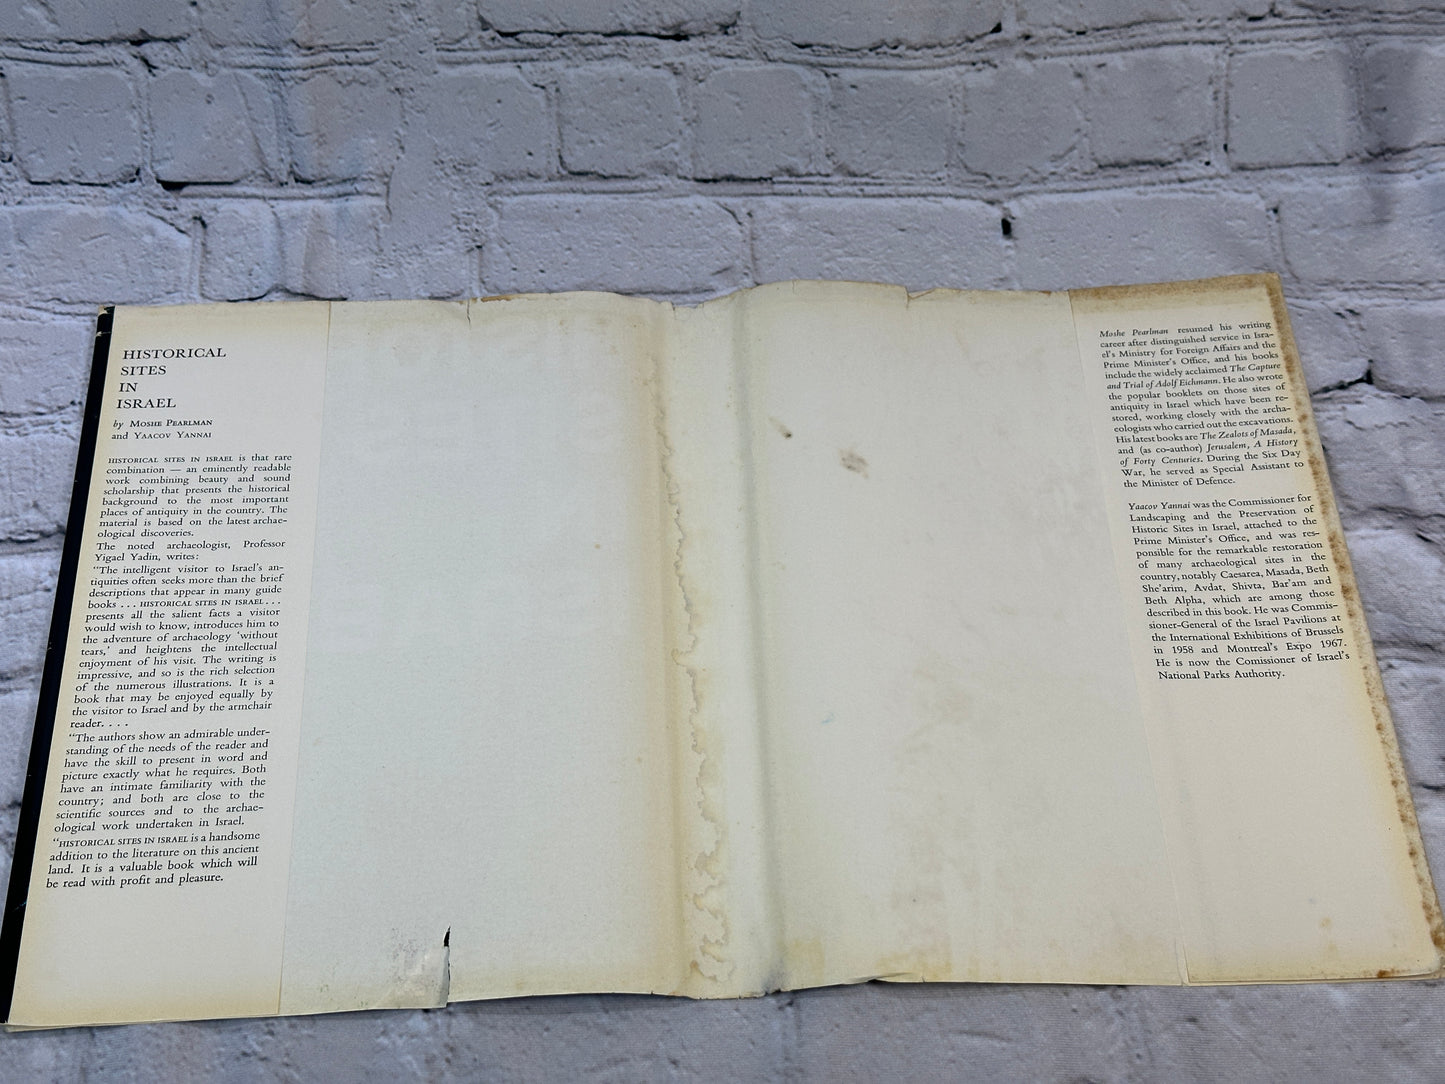 HISTORICAL
SITES
IN
ISRAEL
by MOSHE PEARLMAN
and YAACOV YANNAI
HISTORICAL SITES IN ISRAEL is that rare
combination — an eminently readable
work combining beauty and sound
scholarship that presents the historical
background to the most important
places of antiquity in the country. The
material is based on the latest archae-
ological discoveries.
The noted archaeologist, Professor
Yigael Yadin, writes:
"The intelligent visitor to Israel's an-
tiquities often seeks more than the brief
descriptions that appear in many guide
books . . . HISTORICAL SITES IN ISRAEL . . .
presents all the salient facts a visitor
would wish to know, introduces him to
the adventure of archaeology 'without
tears,' and heightens the intellectual
enjoyment of his visit. The writing is
impressive, and so is the rich selection
of the numerous illustrations. It is a
book that may be enjoyed equally by
the visitor to Israel and by the armchair
reader. . . .
"The authors show an admirable under-
standing of the needs of the reader and
have the skill to present in word and
picture exactly what he requires. Both
have an intimate familiarity with the
country; and both are close to the
scientific sources and to the archae-
ological work undertaken in Israel.
"HISTORICAL SITES IN ISRAEL is a handsome
addition to the literature on this ancient
land. It is a valuable book which will
be read with profit and pleasure.
Moshe Pearlman resumed his writing
career after distinguished service in Isra-
el's Ministry for Foreign Affairs and the
Prime Minister's Office, and his books
include the widely acclaimed The Capture
and Trial of Adolf Eichmann. He also wrote
the popular booklets on those sites of
antiquity in Israel which have been re-
stored, working closely with the archa-
eologists who carried out the excavations.
His latest books are The Zealots of Masada,
and (as co-author) Jerusalem, A History
of Forty Centuries. During the Six Day
War, he served as Special Assistant to
the Minister of Defence.
Yaacov Yannai was the Commissioner for
Landscaping and the Preservation of
Historic Sites in Israel, attached to the
Prime Minister's Office, and was res-
ponsible for the remarkable restoration
of many archaeological sites in the
country, notably Caesarea, Masada, Beth
She'arim, Avdat, Shivta, Bar'am and
Beth Alpha, which are among those
described in this book. He was Commis-
sioner-General of the Israel Pavilions at
the International Exhibitions of Brussels
in 1958 and Montreal's Expo 1967.
He is now the Comissioner of Israel's
National Parks Authority.